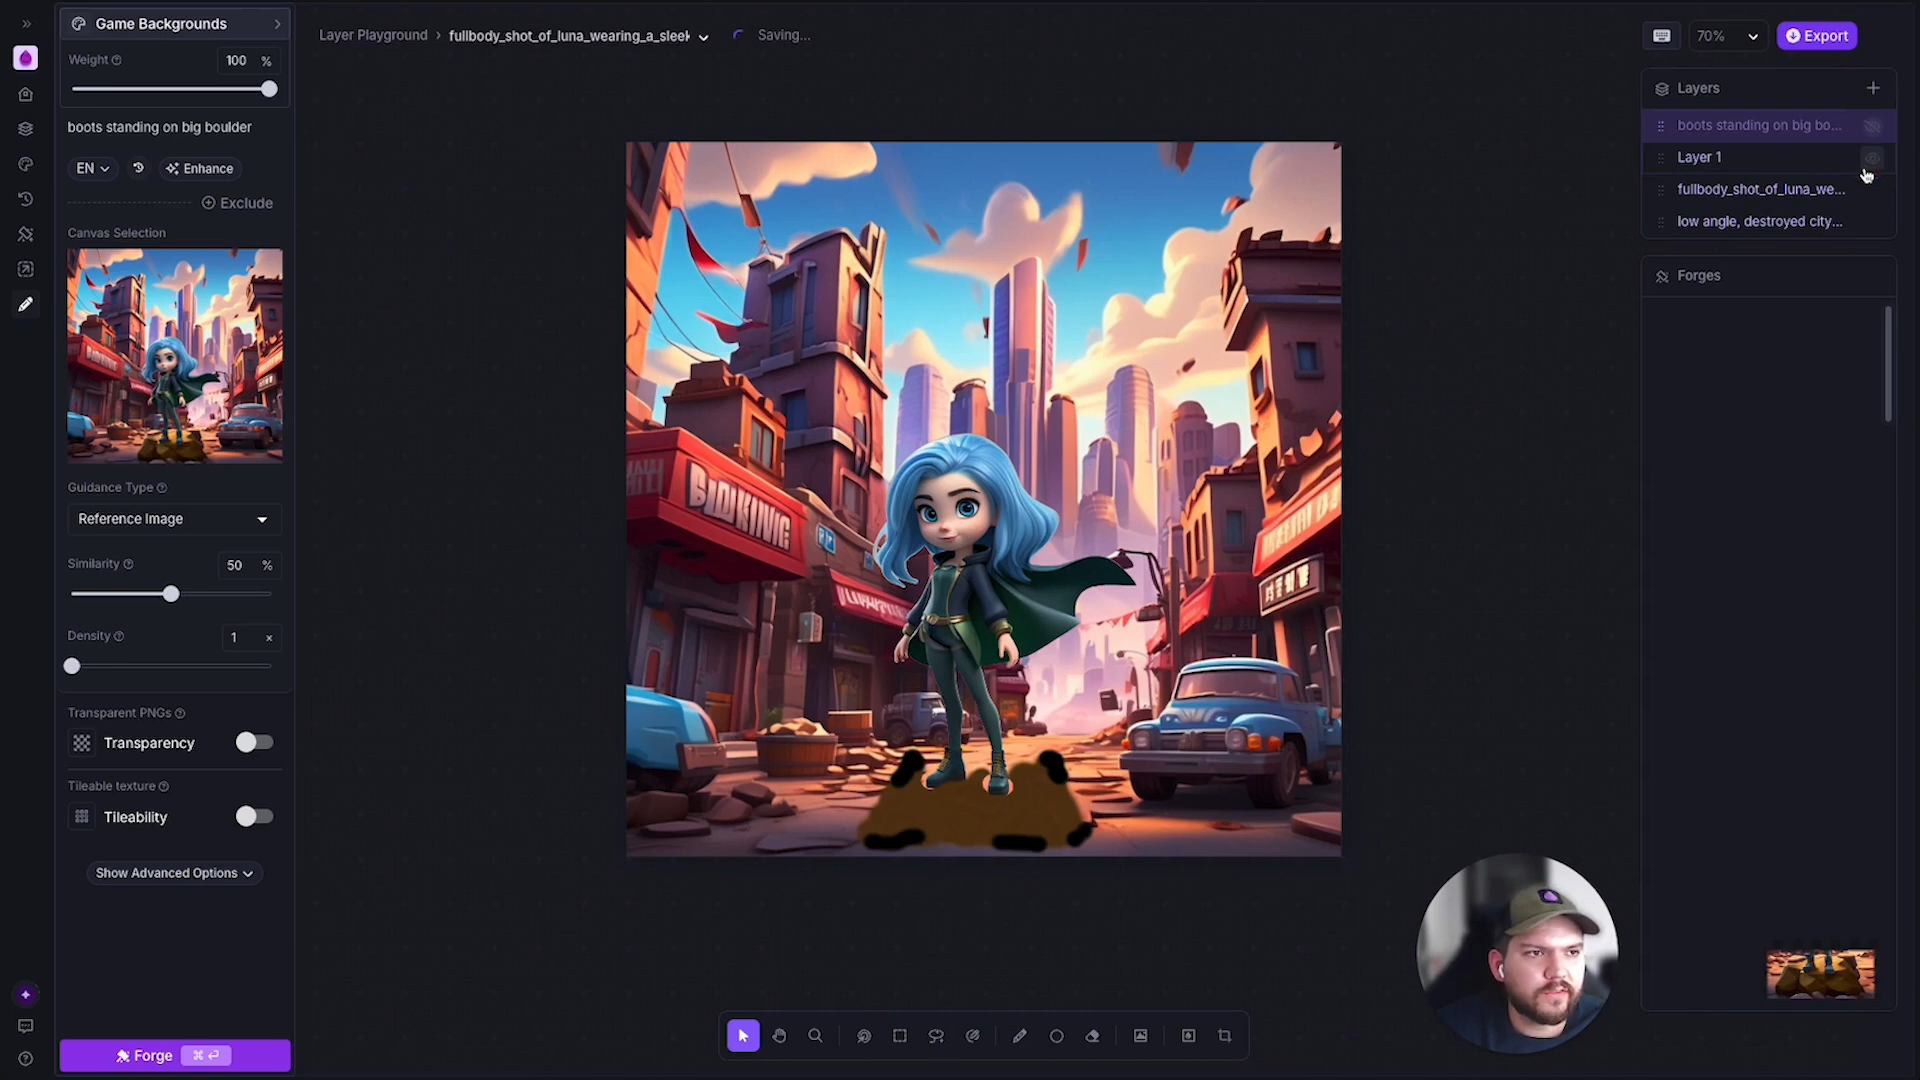 Game Backgrounds
Weight
100 %
boots standing on big boulder
EN
Enhance
Exclude
Canvas Selection
Guidance Type
Reference Image
Similarity
50 %
Density
1 x
Transparent PNGs
Transparency
Tileable texture
Tileability
Show Advanced Options
Forge
Layer Playground › fullbody_shot_of_luna_wearing_a_sleek
Saving...
70%
Export
Layers
boots standing on big bo...
Layer 1
fullbody_shot_of_luna_we...
low angle, destroyed city...
Forges